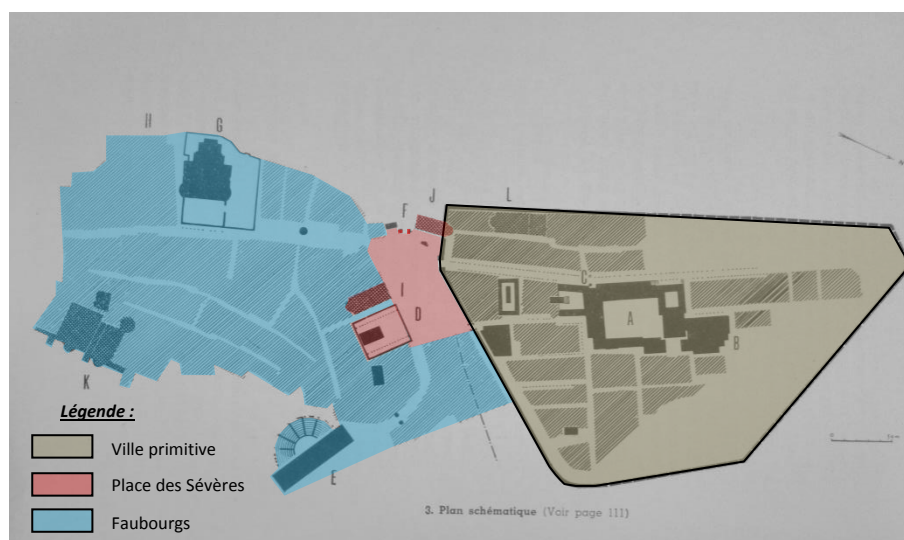 H
G
J
L
F
C
I
D
A
B
K
E
Légende :
Ville primitive
Place des Sévères
Faubourgs
3. Plan schématique (Voir page 111)